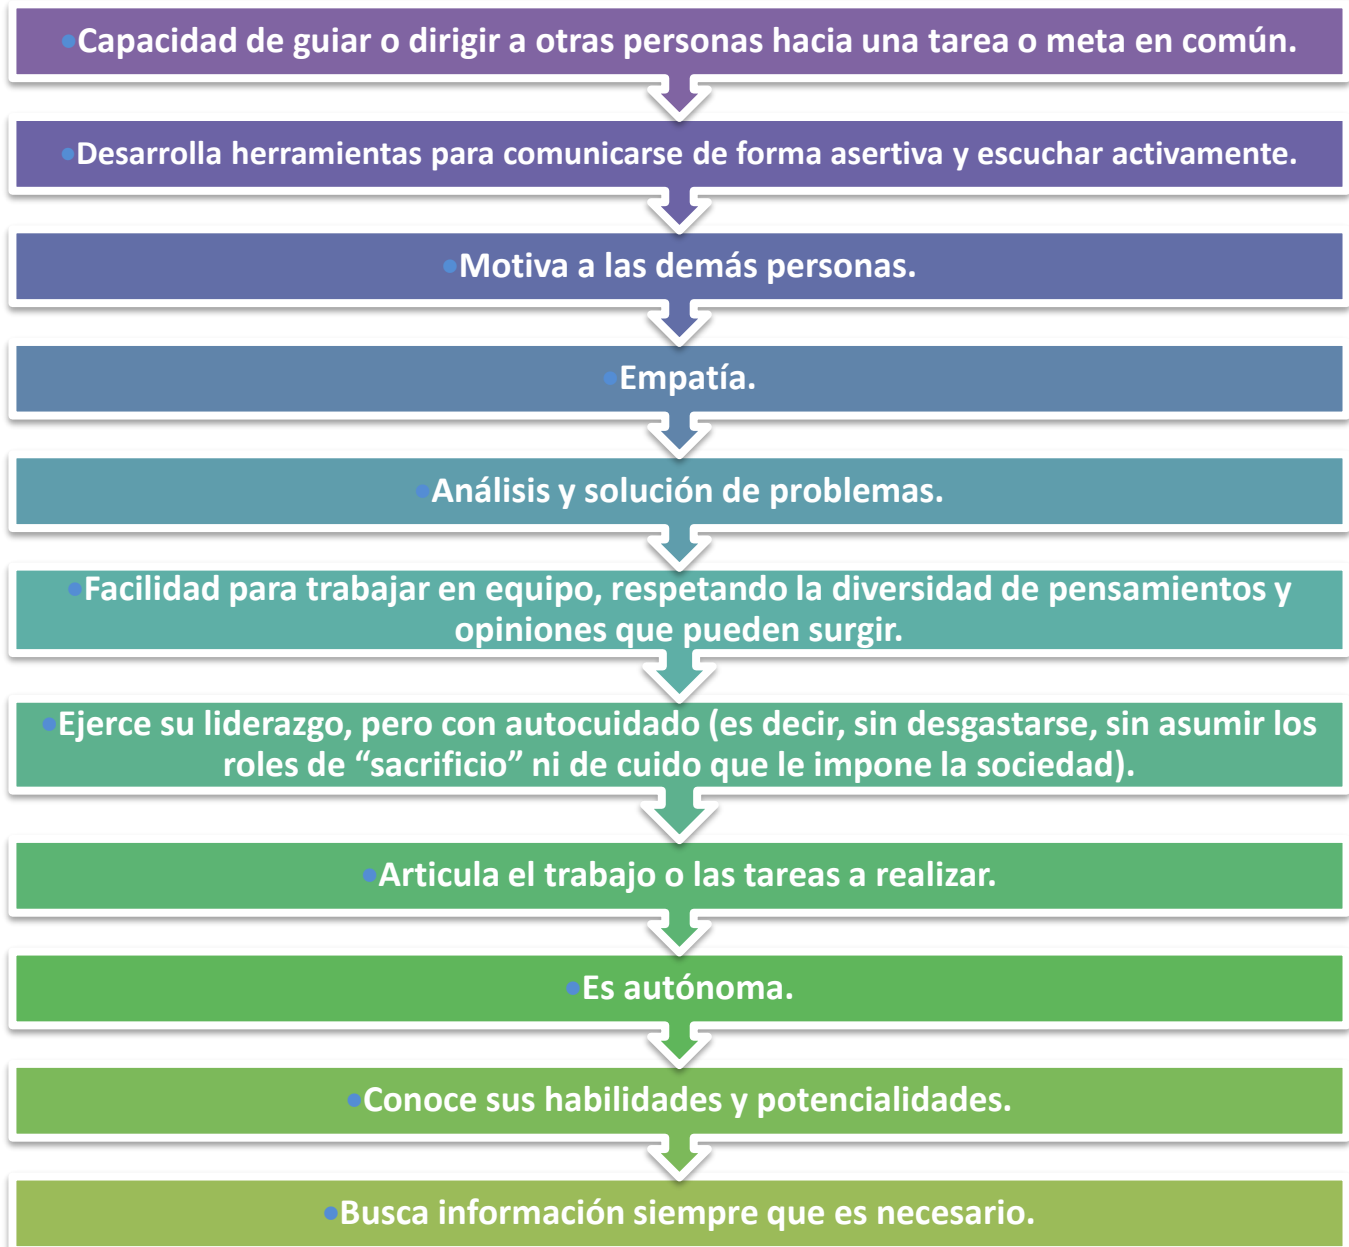 •Capacidad de guiar o dirigir a otras personas hacia una tarea o meta en común.
•Desarrolla herramientas para comunicarse de forma asertiva y escuchar activamente.
•Motiva a las demás personas.
•Empatía.
•Análisis y solución de problemas.
•Facilidad para trabajar en equipo, respetando la diversidad de pensamientos y
opiniones que pueden surgir.
•Ejerce su liderazgo, pero con autocuidado (es decir, sin desgastarse, sin asumir los
roles de “sacrificio” ni de cuido que le impone la sociedad).
•Articula el trabajo o las tareas a realizar.
•Es autónoma.
•Conoce sus habilidades y potencialidades.
•Busca información siempre que es necesario.